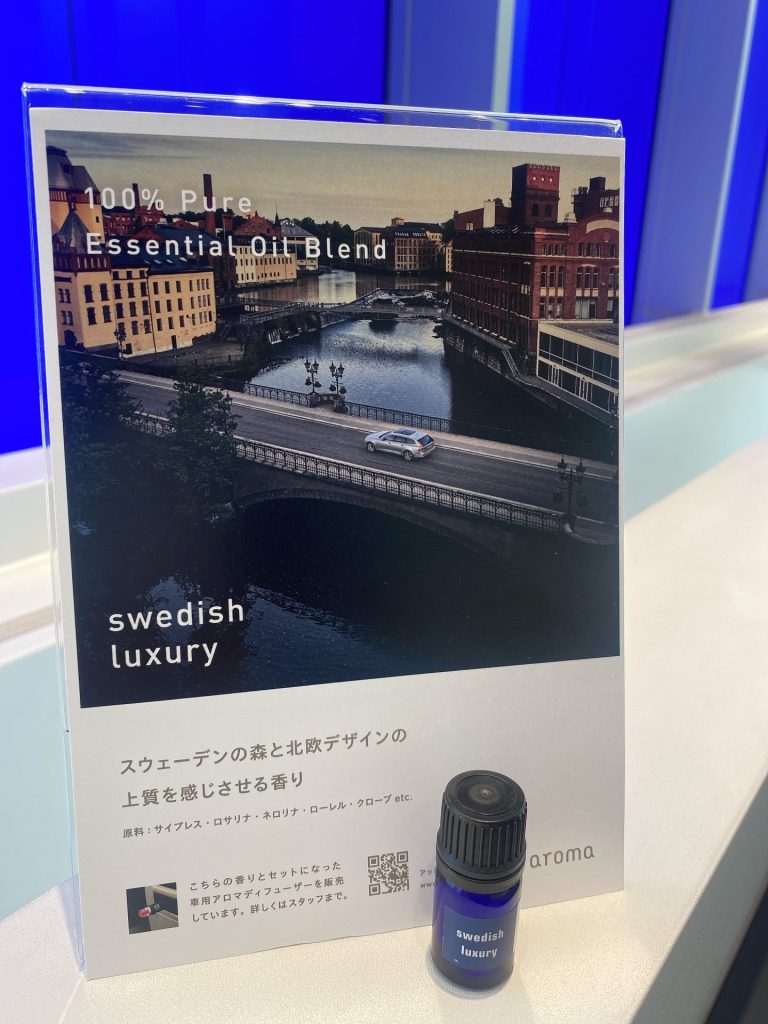 100% Pure
Essential Oil Blend
swedish
luxury
スウェーデンの森と北欧デザインの
上質を感じさせる香り
原料：サイプレス・ロサリナ・ネロリナ・ローレル・クローブ etc.
こちらの香りとセットになった
車用アロマディフューザーを販売
しています。詳しくはスタッフまで。
アッ
www
aroma
swedish
luxury